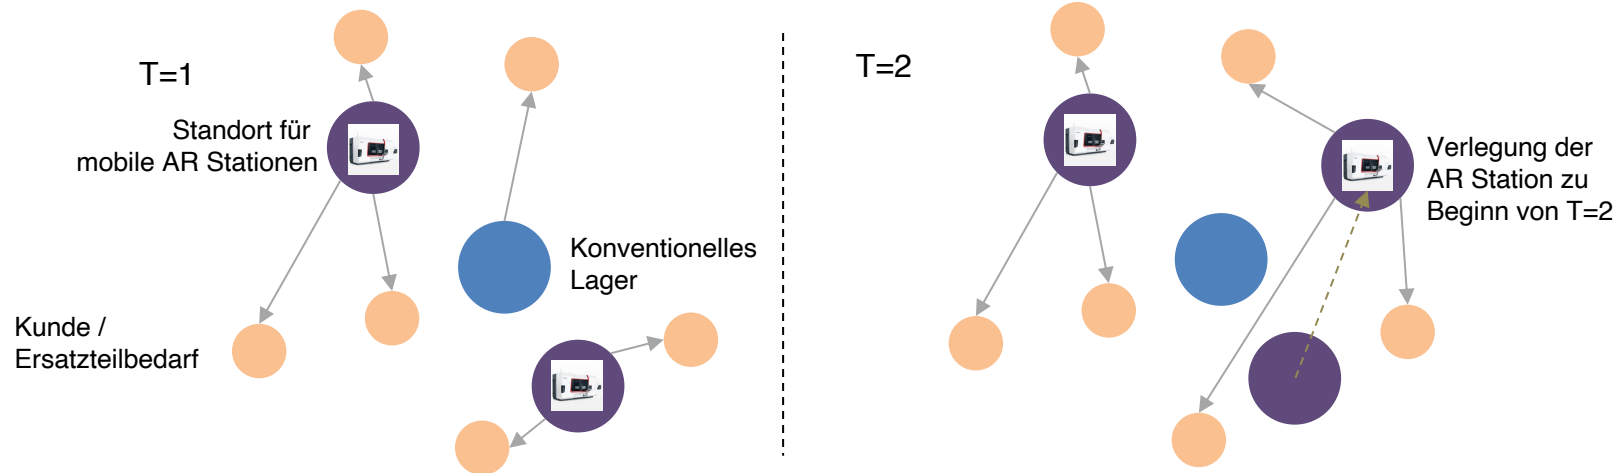 T=1
Standort für
mobile AR Stationen
Konventionelles
Lager
Kunde /
Ersatzteilbedarf
T=2
Verlegung der
AR Station zu
Beginn von T=2